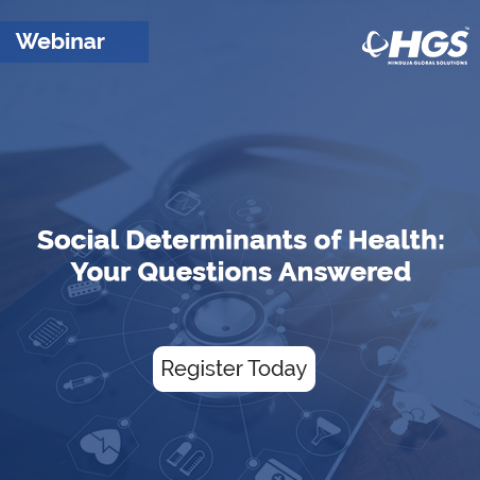 Webinar
HGS
HINDUJA GLOBAL SOLUTIONS
Social Determinants of Health:
Your Questions Answered
Register Today